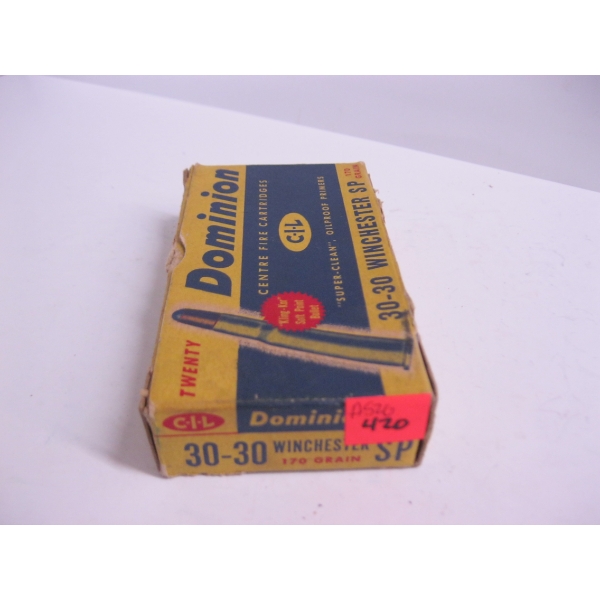 Dominion
CENTRE FIRE CARTRIDGES
C-I-L
"SUPER-CLEAN", OILPROOF PRIMERS
30-30 WINCHESTER SP 170 GRAIN
TWENTY
"Kling-Kor"
Soft Point
Bullet
C-I-L Dominion
A526
420
30-30 WINCHESTER SP
170 GRAIN